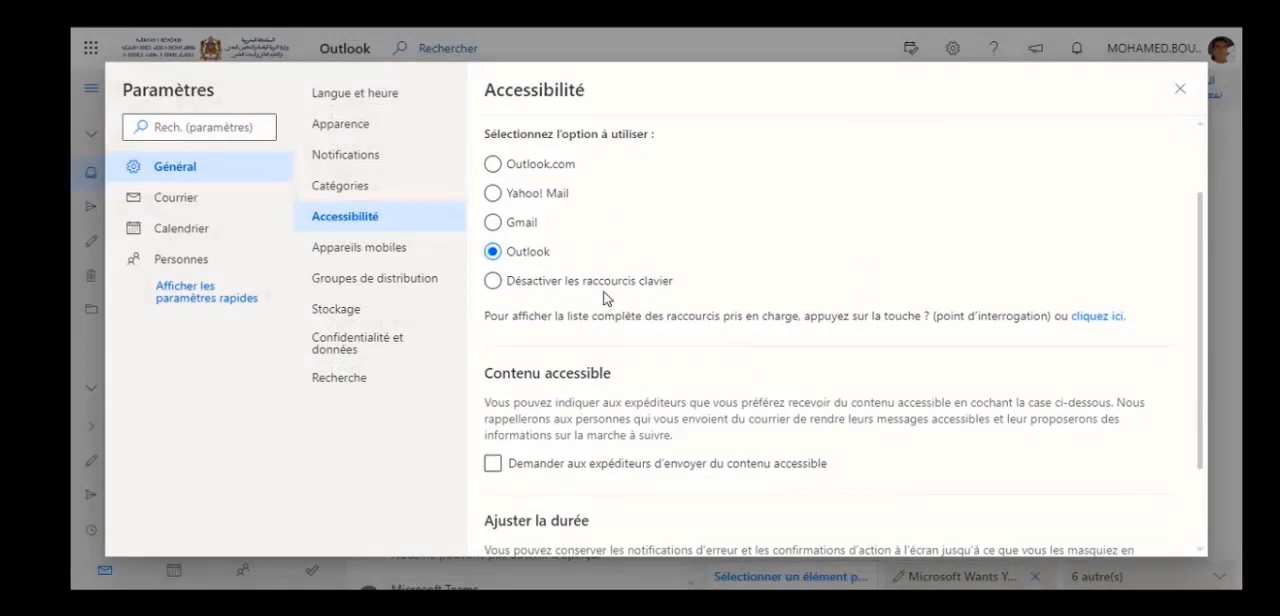 Outlook
Rechercher
MOHAMED.BOU..
Paramètres
Rech. (paramètres)
Général
Courrier
Calendrier
Personnes
Afficher les
paramètres rapides
Langue et heure
Apparence
Notifications
Catégories
Accessibilité
Appareils mobiles
Groupes de distribution
Stockage
Confidentialité et
données
Recherche
Accessibilité
Sélectionnez l'option à utiliser :
Outlook.com
Yahoo! Mail
Gmail
Outlook
Désactiver les raccourcis clavier
Pour afficher la liste complète des raccourcis pris en charge, appuyez sur la touche ? (point d'interrogation) ou cliquez ici.
Contenu accessible
Vous pouvez indiquer aux expéditeurs que vous préférez recevoir du contenu accessible en cochant la case ci-dessous. Nous
rappellerons aux personnes qui vous envoient du courrier de rendre leurs messages accessibles et leur proposerons des
informations sur la marche à suivre.
Demander aux expéditeurs d'envoyer du contenu accessible
Ajuster la durée
Vous pouvez conserver les notifications d'erreur et les confirmations d'action à l'écran jusqu'à ce que vous les masquiez en
Microsoft Teams
Sélectionner un élément p...
Microsoft Wants Y...
6 autre(s)